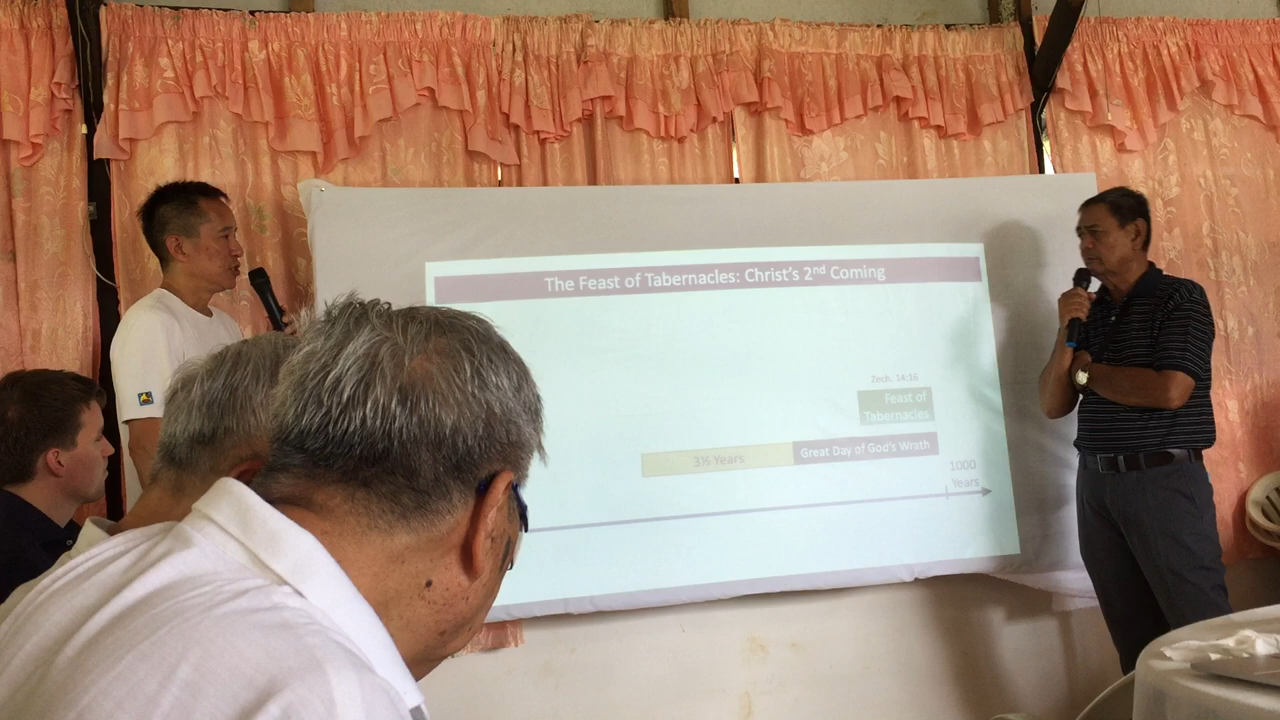 The Feast of Tabernacles: Christ's 2nd Coming
Zech. 14:16
Feast of
Tabernacles
3½ Years
Great Day of God's Wrath
1000
Years